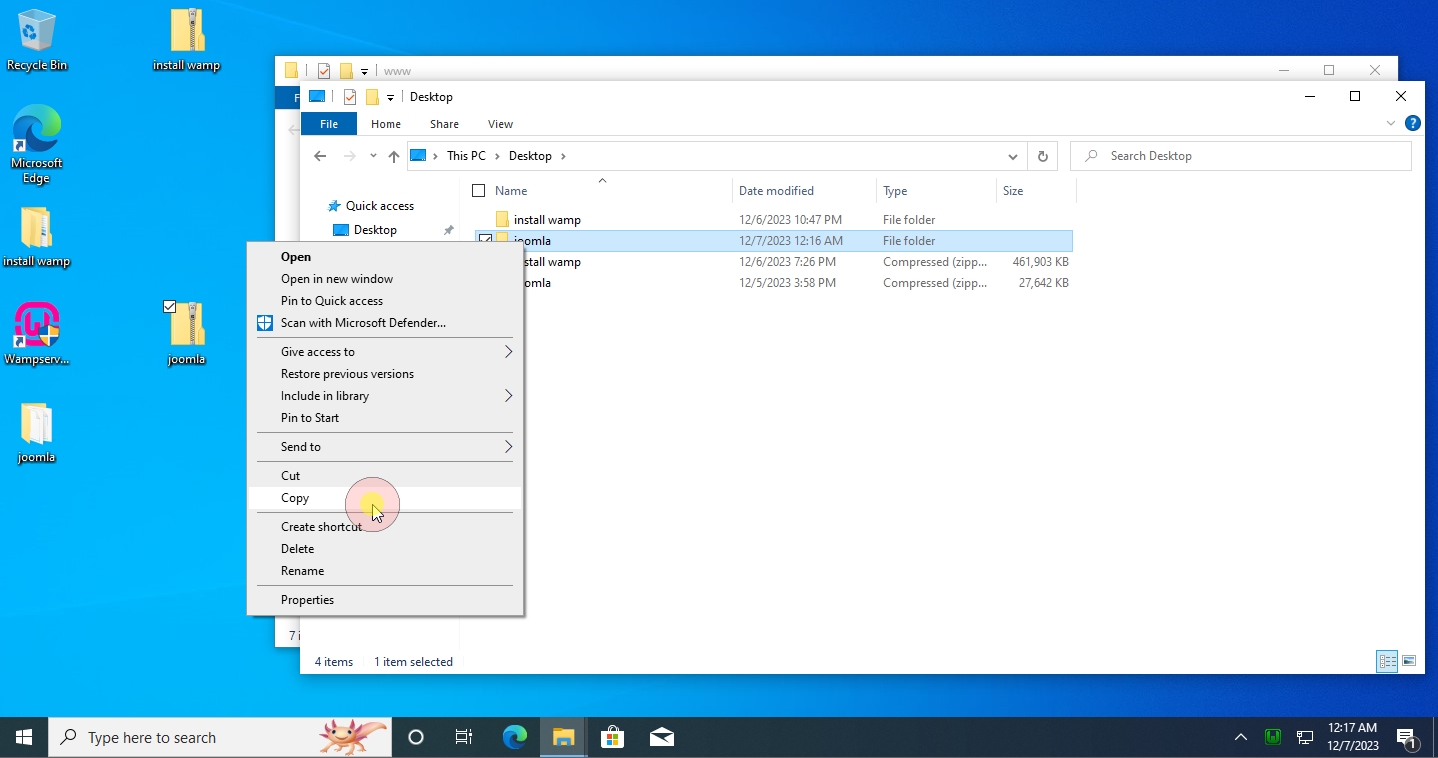 Recycle Bin
install wamp
Microsoft
Edge
install wamp
Wampserv...
joomla
joomla
www
F
7 i
Desktop
File
Home
Share
View
This PC
Desktop
Search Desktop
Name
Date modified
Type
Size
Quick access
Desktop
install wamp
12/6/2023 10:47 PM
File folder
joomla
12/7/2023 12:16 AM
File folder
stall wamp
12/6/2023 7:26 PM
Compressed (zipp...
461,903 KB
omla
12/5/2023 3:58 PM
Compressed (zipp...
27,642 KB
Open
Open in new window
Pin to Quick access
Scan with Microsoft Defender...
Give access to
Restore previous versions
Include in library
Pin to Start
Send to
Cut
Copy
Create shortcut
Delete
Rename
Properties
4 items
1 item selected
Type here to search
12:17 AM
12/7/2023
1